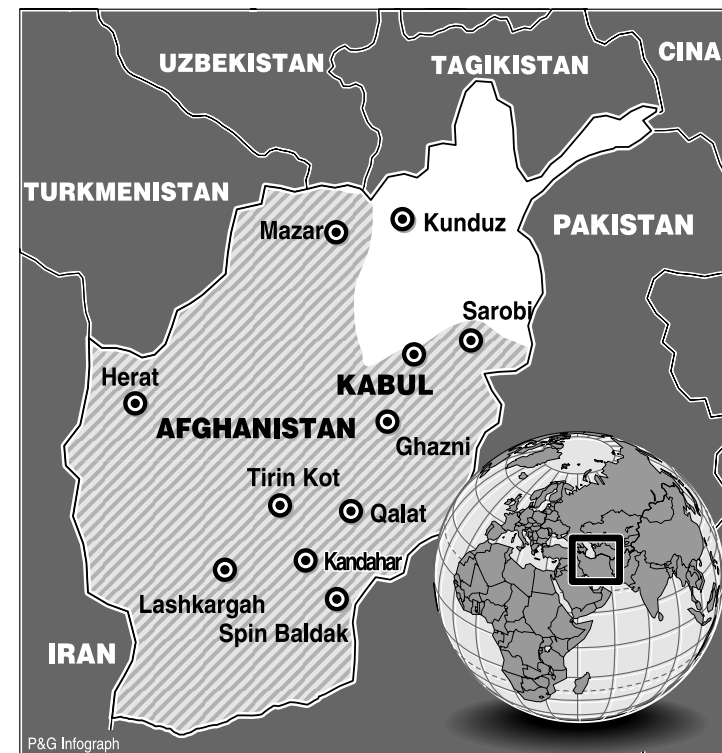 UZBEKISTAN
TAGIKISTAN
CINA
TURKMENISTAN
Mazar
Kunduz
PAKISTAN
Sarobi
Herat
KABUL
AFGHANISTAN
Ghazni
Tirin Kot
Qalat
Kandahar
Lashkargah
Spin Baldak
IRAN
P&G Infograph